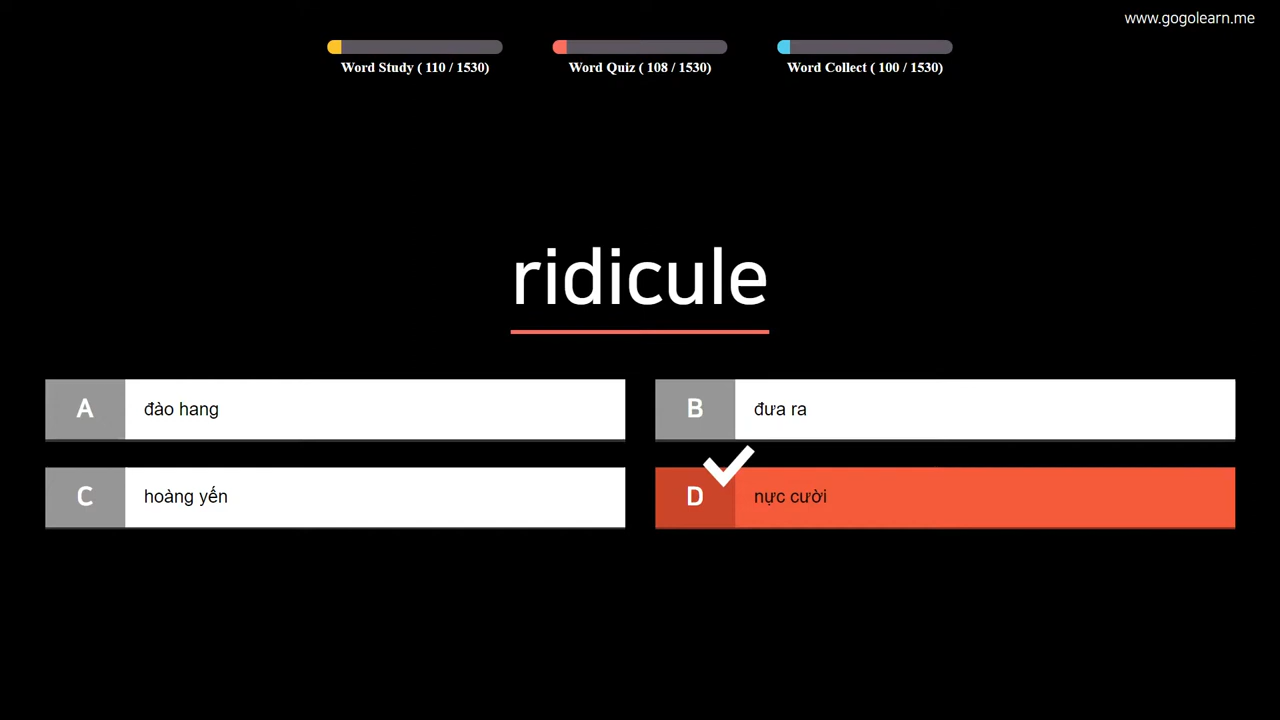 www.gogolearn.me
Word Study ( 110 / 1530)
Word Quiz ( 108 / 1530)
Word Collect ( 100 / 1530)
ridicule
A đào hang
B đưa ra
C hoàng yến
D nực cười